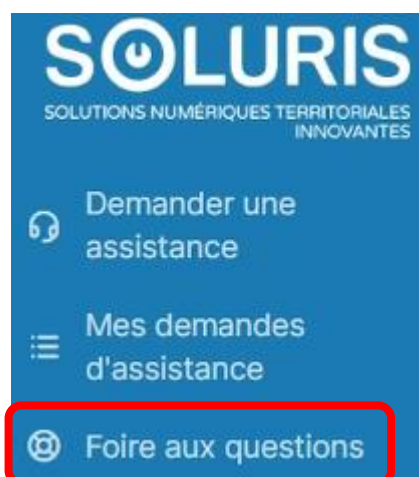 SOLURIS
SOLUTIONS NUMÉRIQUES TERRITORIALES
INNOVANTES
Demander une
assistance
Mes demandes
d'assistance
Foire aux questions